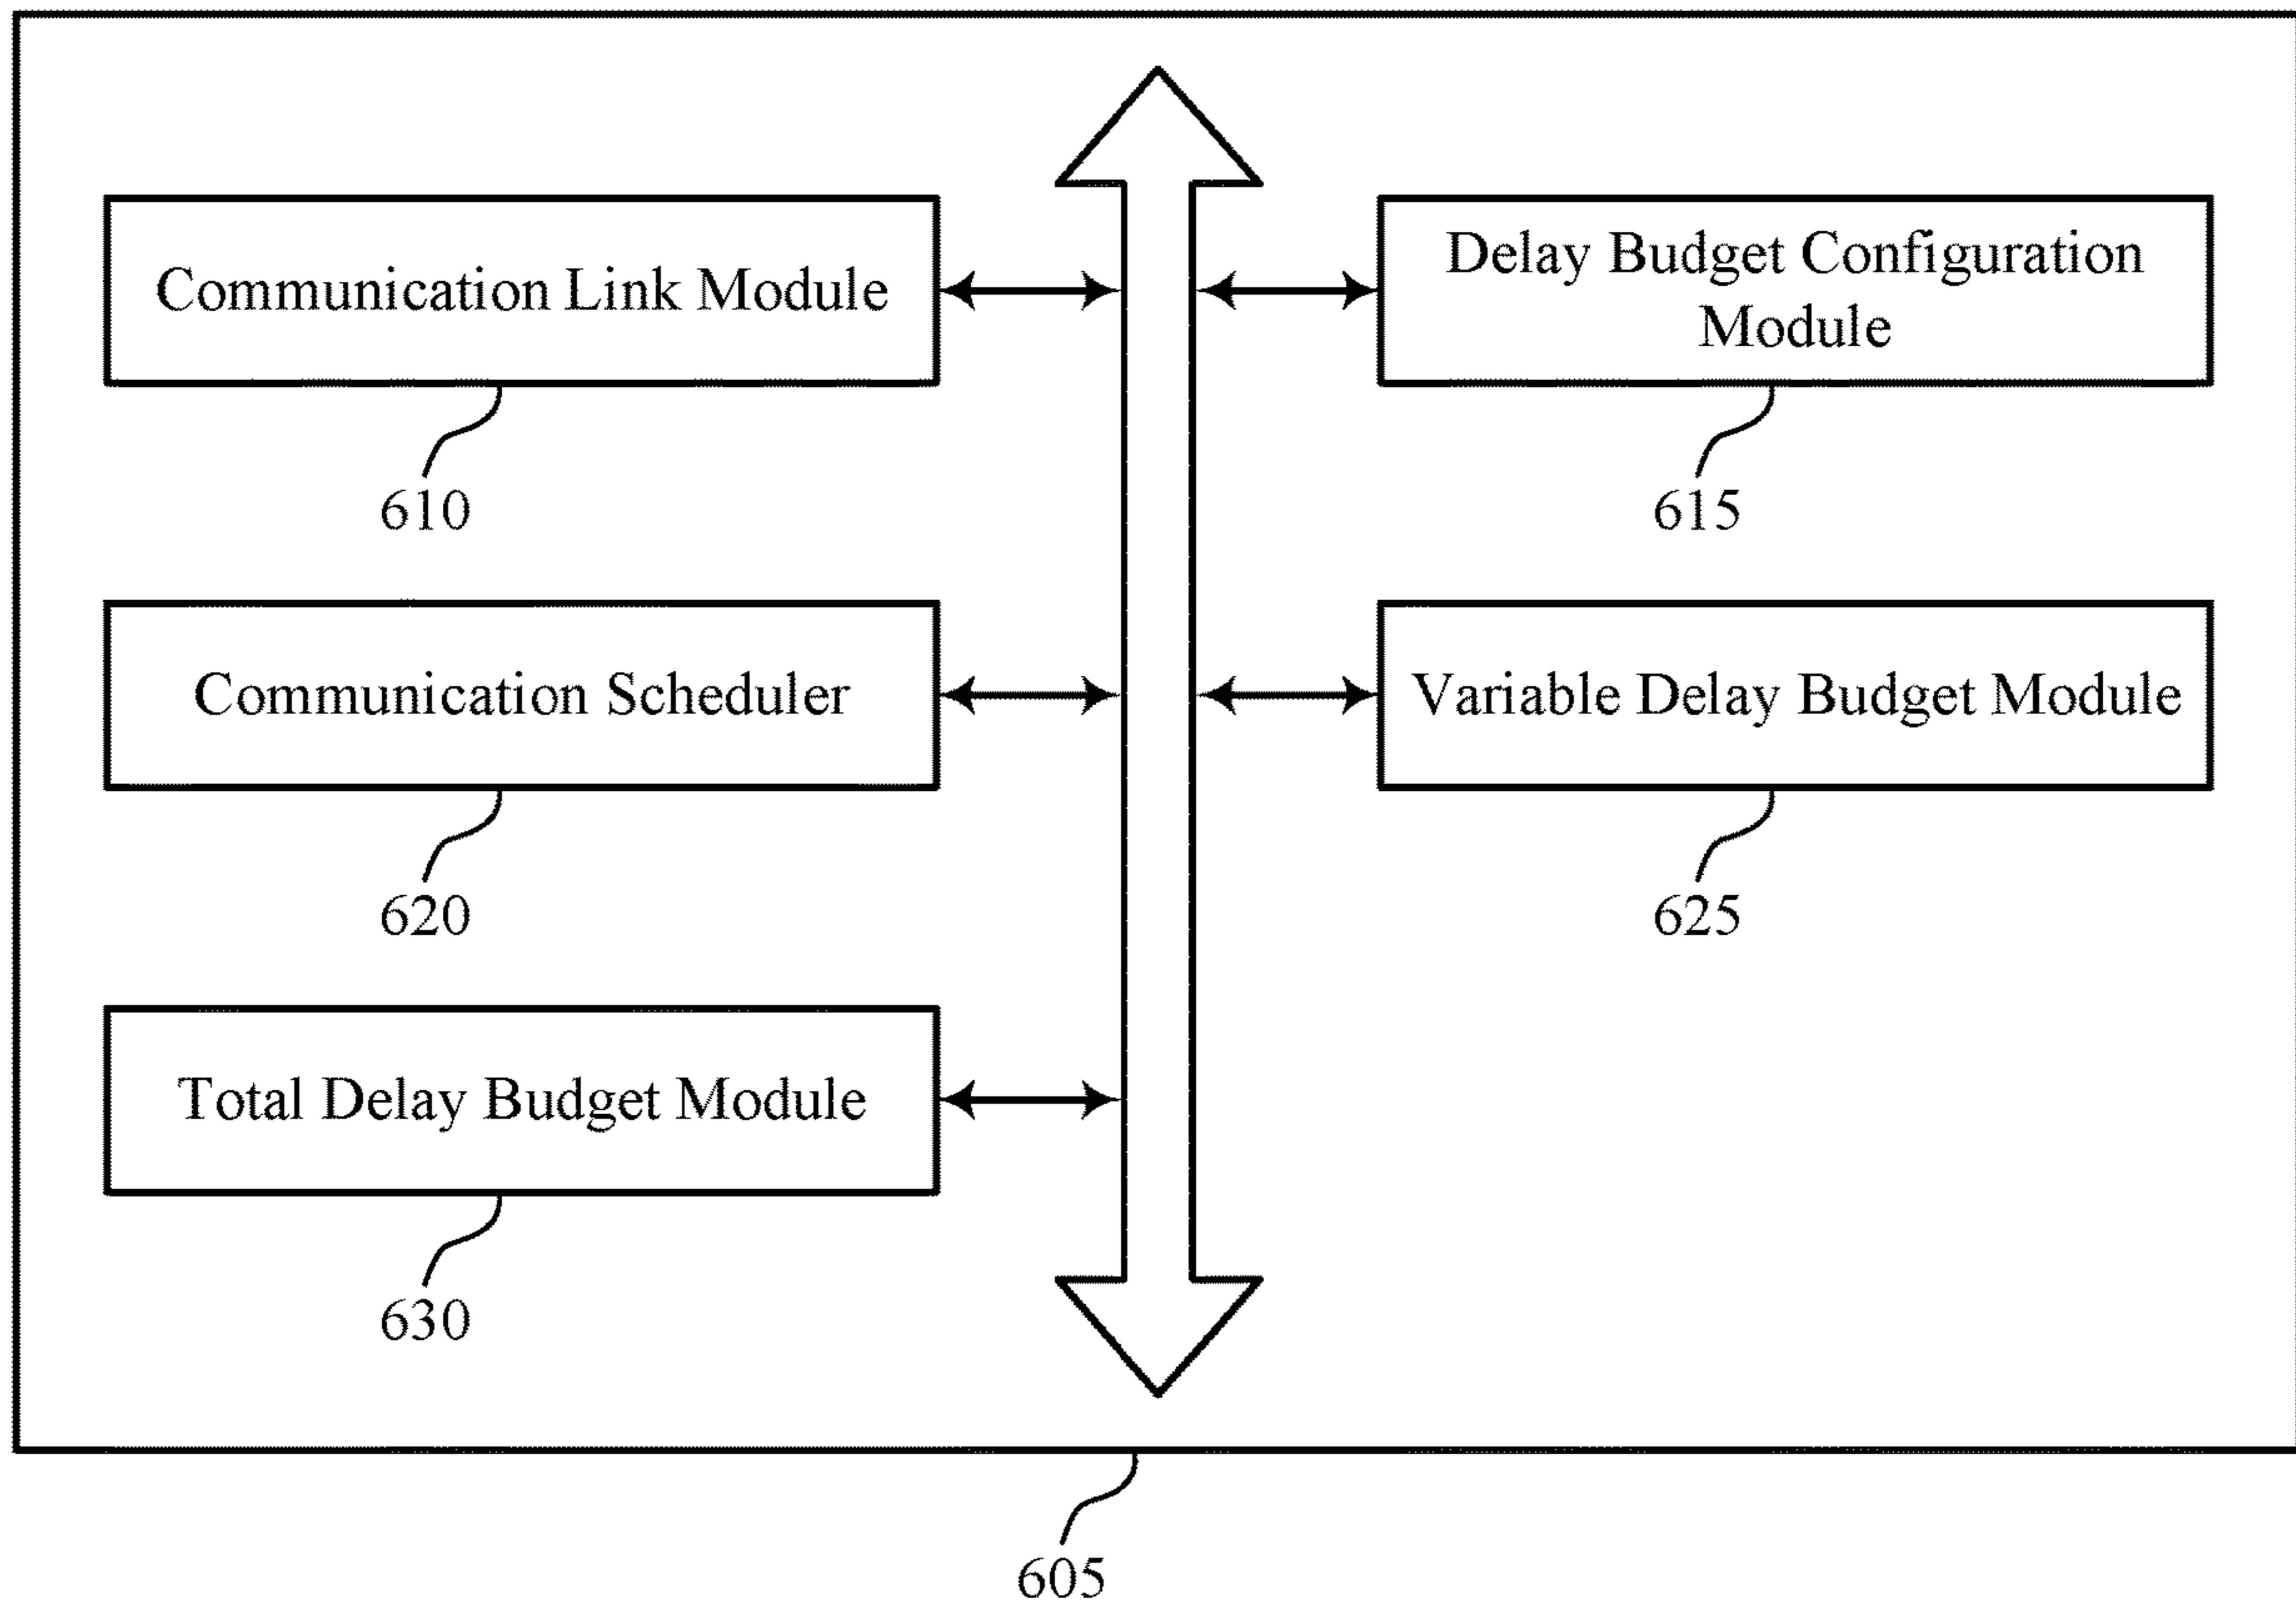 Communication Link Module
610
Delay Budget Configuration
Module
615
Communication Scheduler
620
Variable Delay Budget Module
625
Total Delay Budget Module
630
605